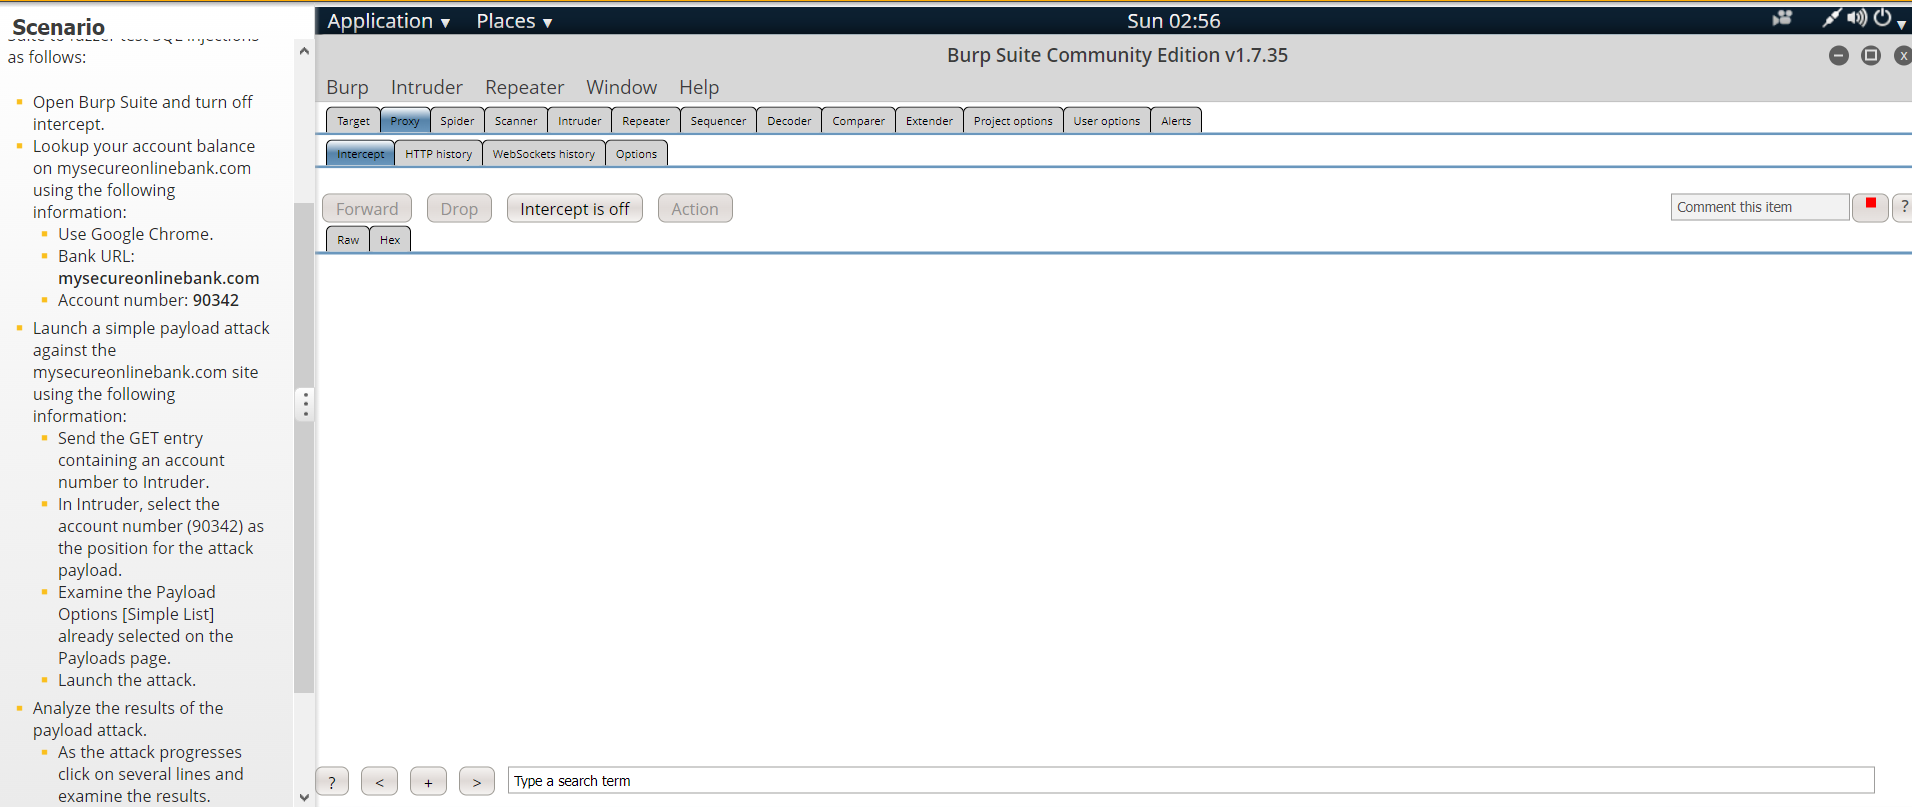 Scenario
Suite to fuzzer test SQL injections
as follows:
Open Burp Suite and turn off
intercept.
Lookup your account balance
on mysecureonlinebank.com
using the following
information:
Use Google Chrome.
Bank URL:
mysecureonlinebank.com
Account number: 90342
Launch a simple payload attack
against the
mysecureonlinebank.com site
using the following
information:
Send the GET entry
containing an account
number to Intruder.
In Intruder, select the
account number (90342) as
the position for the attack
payload.
Examine the Payload
Options [Simple List]
already selected on the
Payloads page.
Launch the attack.
Analyze the results of the
payload attack.
As the attack progresses
click on several lines and
examine the results.
Application ▾ Places ▾ Sun 02:56
Burp Suite Community Edition v1.7.35
Burp Intruder Repeater Window Help
Target Proxy Spider Scanner Intruder Repeater Sequencer Decoder Comparer Extender Project options User options Alerts
Intercept HTTP history WebSockets history Options
Forward Drop Intercept is off Action Comment this item ?
Raw Hex
? < + > Type a search term